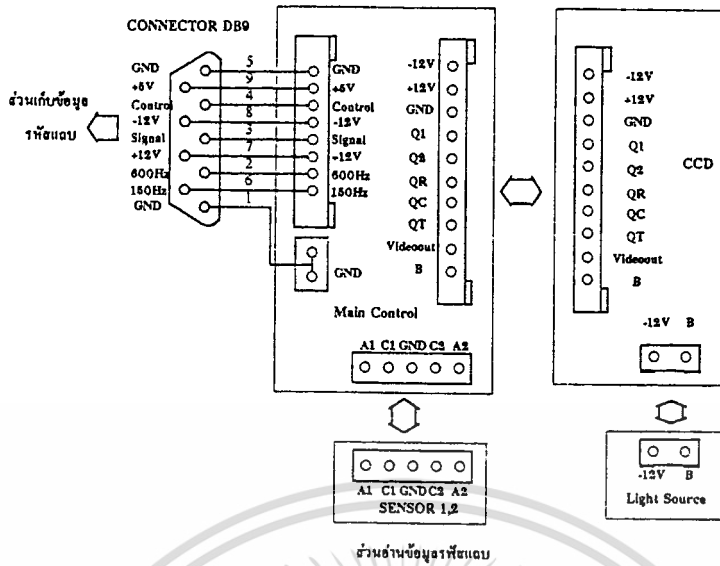 CONNECTOR DB9
ส่วนเก็บข้อมูล
รหัสแถบ
GND
+5V
Control
-12V
Signal
+12V
600Hz
150Hz
GND
5
9
4
8
3
7
2
6
1
GND
+5V
Control
-12V
Signal
+12V
600Hz
150Hz
GND
-12V
+12V
GND
Q1
Q2
QR
QC
QT
Videoout
B
Main Control
A1 C1 GND C2 A2
-12V
+12V
GND
Q1
Q2
QR
QC
QT
Videoout
B
CCD
-12V B
A1 C1 GND C2 A2
SENSOR 1,2
-12V B
Light Source
ส่วนอ่านข้อมูลรหัสแถบ